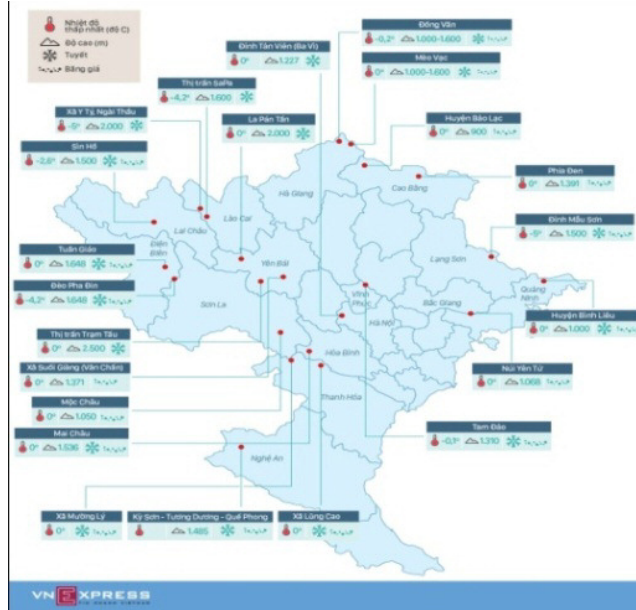 Nhiệt độ
thấp nhất (độ C)
Độ cao (m)
Tuyết
Băng giá
Đồng Văn
-0,2° 1.000-1.600
Đỉnh Tản Viên (Ba Vì)
0° 1.227
Mèo Vạc
0° 1.000-1.600
Thị trấn SaPa
-4,2° 1.600
Xã Y Tý, Ngải Thầu
-5° 2.000
La Pán Tẩn
0° 2.000
Huyện Bảo Lạc
0° 900
Sìn Hồ
-2,8° 1.500
Phia Đen
0° 1.391
Hà Giang
Cao Bằng
Lào Cai
Lai Châu
Đỉnh Mẫu Sơn
-5° 1.500
Tuần Giáo
0° 1.648
Điện
Biên
Yên Bái
Lạng Sơn
Đèo Pha Đin
-4,2° 1.648
Sơn La
Vĩnh
Phúc
Bắc Giang
Quảng
Ninh
Hà Nội
Huyện Bình Liêu
0° 1.000
Thị trấn Trạm Tấu
0° 2.500
Hòa Bình
Xã Suối Giàng (Văn Chấn)
0° 1.371
Núi Yên Tử
0° 1.068
Mộc Châu
0° 1.050
Thanh Hóa
Mai Châu
0° 1.536
Tam Đảo
-0,1° 1.310
Nghệ An
Xã Mường Lý
0°
Kỳ Sơn - Tương Dương - Quế Phong
1.485
Xã Lũng Cao
0°
VNEXPRESS